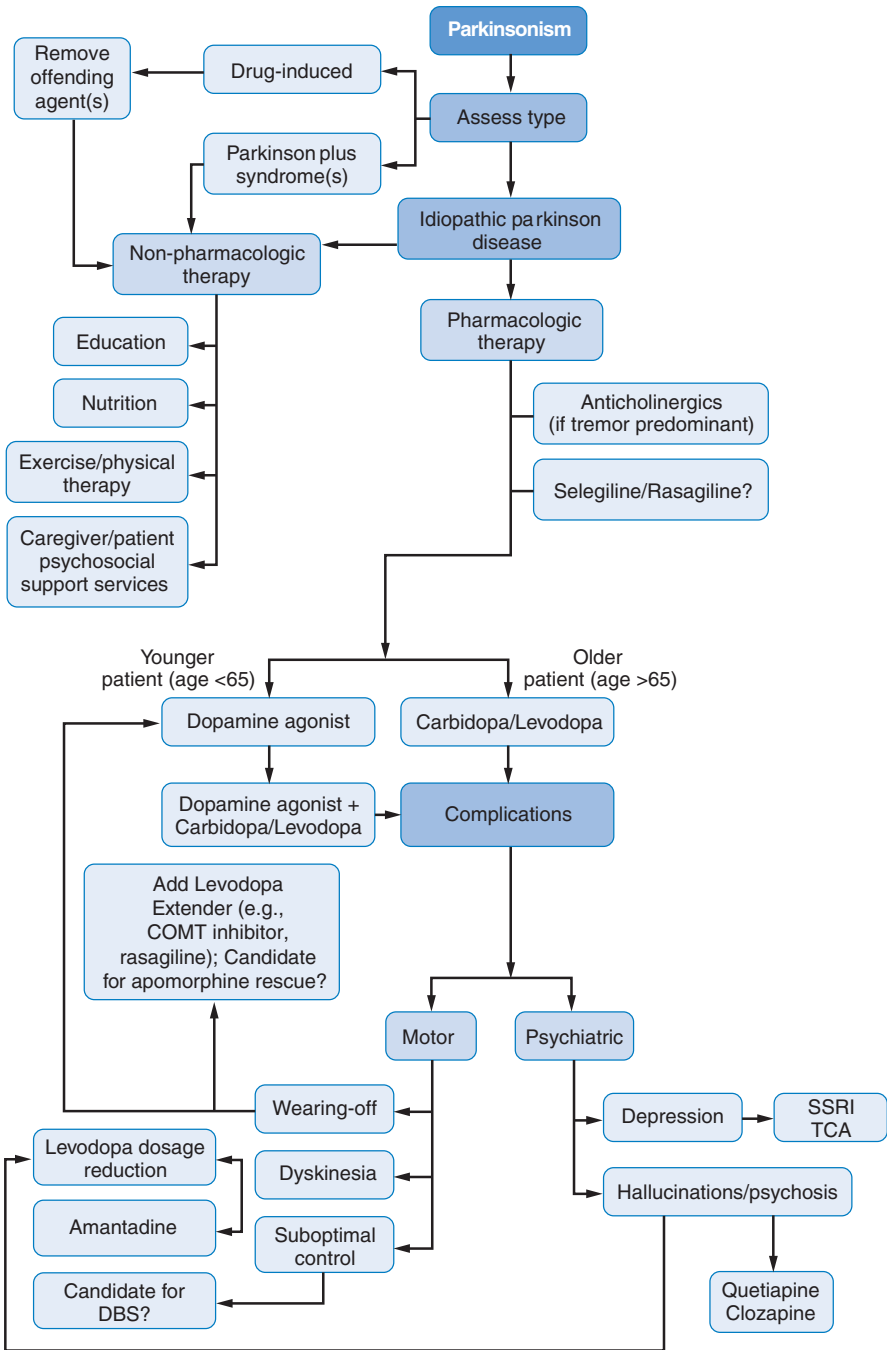 Parkinsonism
Remove
offending
agent(s)
Drug-induced
Assess type
Parkinson plus
syndrome(s)
Idiopathic parkinson
disease
Non-pharmacologic
therapy
Pharmacologic
therapy
Education
Nutrition
Exercise/physical
therapy
Caregiver/patient
psychosocial
support services
Anticholinergics
(if tremor predominant)
Selegiline/Rasagiline?
Younger
patient (age <65)
Older
patient (age >65)
Dopamine agonist
Carbidopa/Levodopa
Dopamine agonist +
Carbidopa/Levodopa
Complications
Add Levodopa
Extender (e.g.,
COMT inhibitor,
rasagiline); Candidate
for apomorphine rescue?
Motor
Psychiatric
Wearing-off
Depression
SSRI
TCA
Levodopa dosage
reduction
Dyskinesia
Hallucinations/psychosis
Amantadine
Suboptimal
control
Candidate for
DBS?
Quetiapine
Clozapine